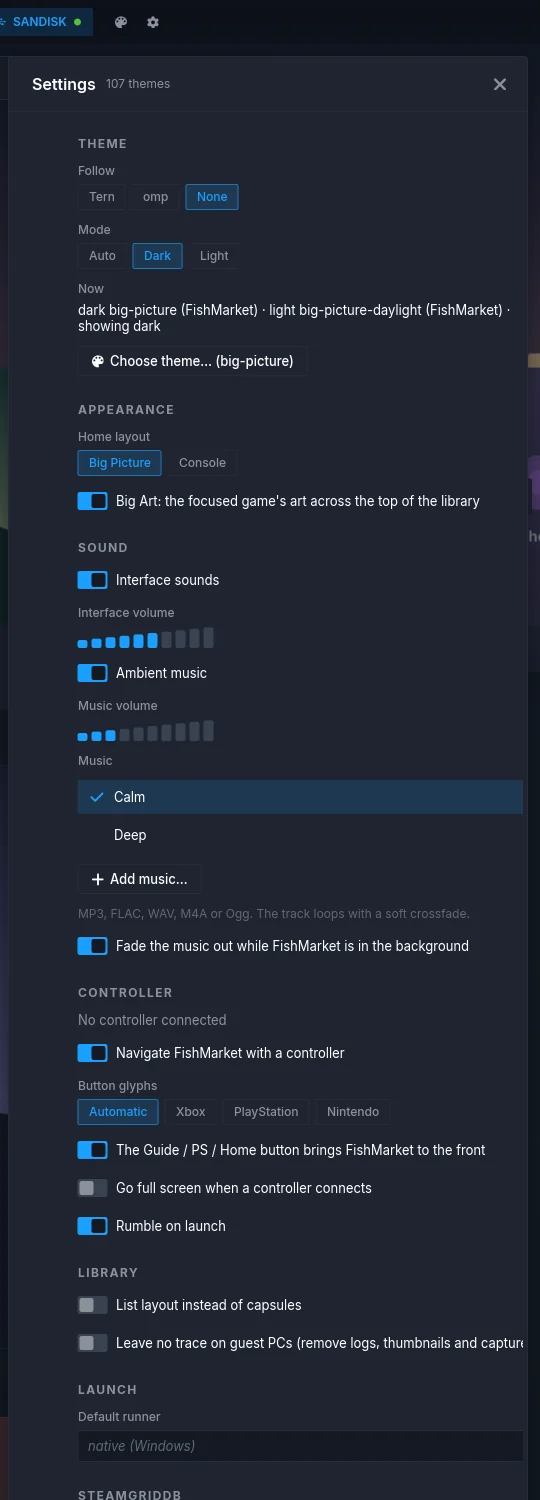 SANDISK
Settings 107 themes
THEME
Follow
Tern omp None
Mode
Auto Dark Light
Now
dark big-picture (FishMarket) · light big-picture-daylight (FishMarket) ·
showing dark
Choose theme... (big-picture)
APPEARANCE
Home layout
Big Picture Console
Big Art: the focused game's art across the top of the library
SOUND
Interface sounds
Interface volume
Ambient music
Music volume
Music
Calm
Deep
Add music...
MP3, FLAC, WAV, M4A or Ogg. The track loops with a soft crossfade.
Fade the music out while FishMarket is in the background
CONTROLLER
No controller connected
Navigate FishMarket with a controller
Button glyphs
Automatic Xbox PlayStation Nintendo
The Guide / PS / Home button brings FishMarket to the front
Go full screen when a controller connects
Rumble on launch
LIBRARY
List layout instead of capsules
Leave no trace on guest PCs (remove logs, thumbnails and capture
LAUNCH
Default runner
native (Windows)
STEAMGRIDDB